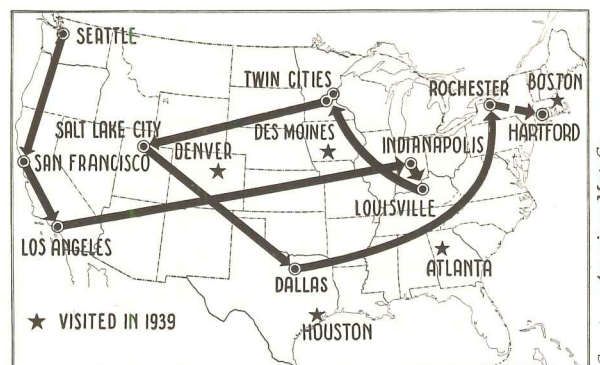 SEATTLE
TWIN CITIES
ROCHESTER
BOSTON
SALT LAKE CITY
DENVER
DES MOINES
INDIANAPOLIS
HARTFORD
SAN FRANCISCO
LOUISVILLE
LOS ANGELES
DALLAS
ATLANTA
VISITED IN 1939
HOUSTON